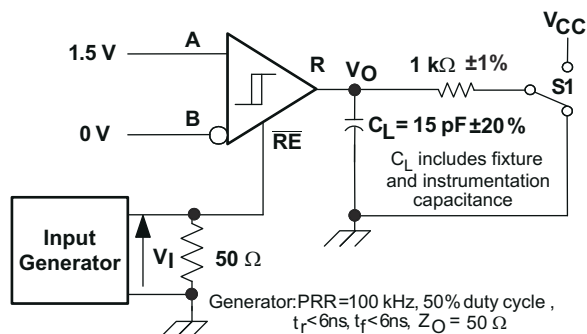 V_CC
1.5 V
A
R
V_O
1 kΩ ±1%
S1
0 V
B
R̅E̅
C_L = 15 pF ±20%
C_L includes fixture
and instrumentation
capacitance
Input
Generator
V_I
50 Ω
Generator:PRR=100 kHz, 50% duty cycle ,
t_r<6ns, t_f<6ns, Z_O = 50 Ω